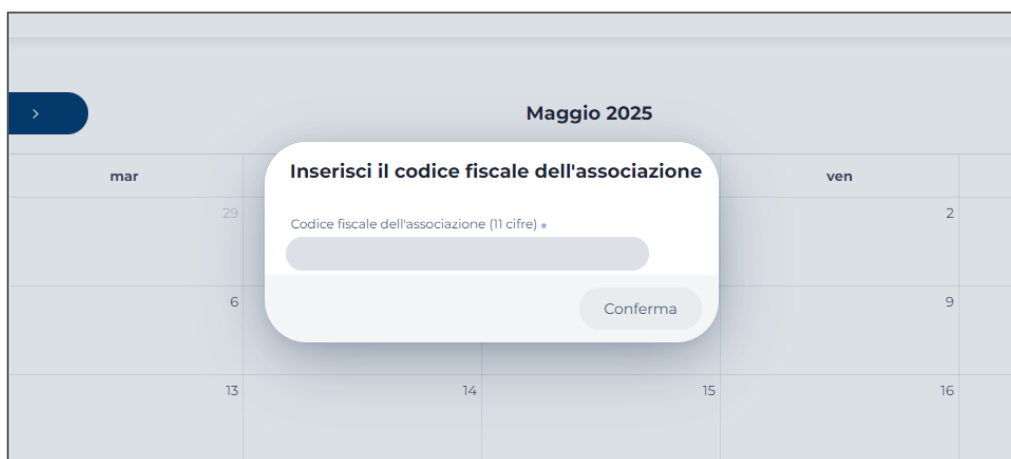 Maggio 2025
mar
ven
Inserisci il codice fiscale dell'associazione
29
2
Codice fiscale dell'associazione (11 cifre) *
6
9
Conferma
13
14
15
16